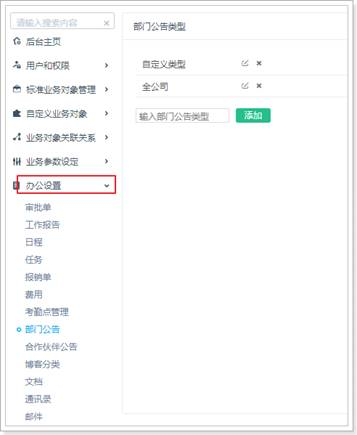 请输入搜索内容
后台主页
用户和权限
标准业务对象管理
自定义业务对象
业务对象关联关系
业务参数设定
办公设置
审批单
工作报告
日程
任务
报销单
费用
考勤点管理
部门公告
合作伙伴公告
博客分类
文档
通讯录
邮件
部门公告类型
自定义类型
全公司
输入部门公告类型 添加